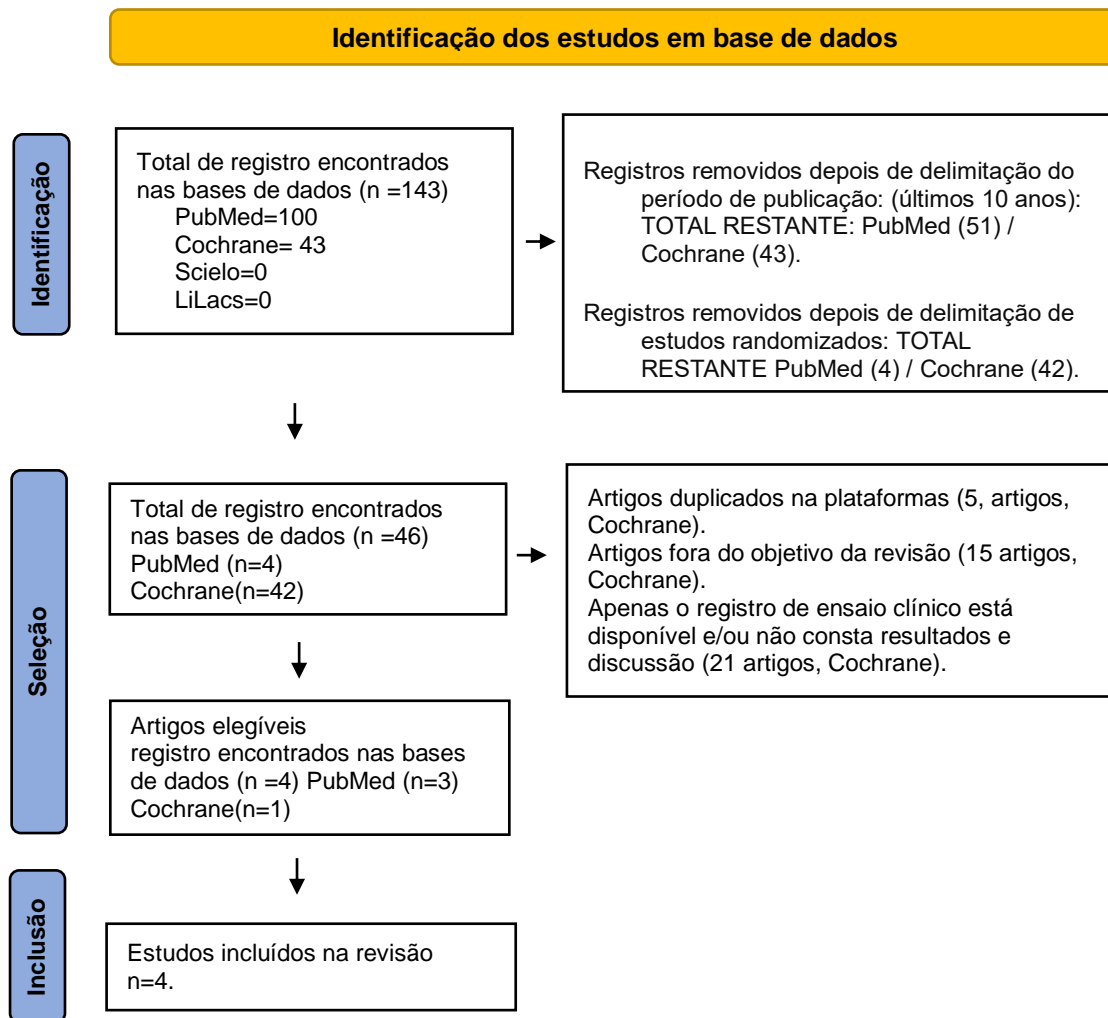 Identificação dos estudos em base de dados
Identificação
Total de registro encontrados
nas bases de dados (n =143)
PubMed=100
Cochrane= 43
Scielo=0
LiLacs=0
Registros removidos depois de delimitação do
período de publicação: (últimos 10 anos):
TOTAL RESTANTE: PubMed (51) /
Cochrane (43).
Registros removidos depois de delimitação de
estudos randomizados: TOTAL
RESTANTE PubMed (4) / Cochrane (42).
Seleção
Total de registro encontrados
nas bases de dados (n =46)
PubMed (n=4)
Cochrane(n=42)
Artigos duplicados na plataformas (5, artigos,
Cochrane).
Artigos fora do objetivo da revisão (15 artigos,
Cochrane).
Apenas o registro de ensaio clínico está
disponível e/ou não consta resultados e
discussão (21 artigos, Cochrane).
Artigos elegíveis
registro encontrados nas bases
de dados (n =4) PubMed (n=3)
Cochrane(n=1)
Inclusão
Estudos incluídos na revisão
n=4.